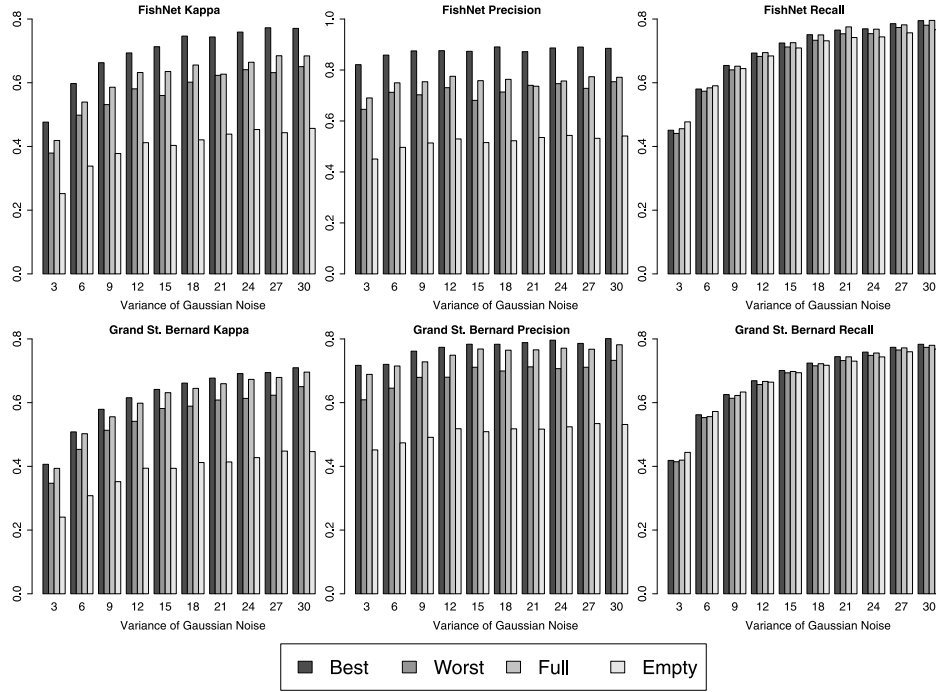 FishNet Kappa
0.0 0.2 0.4 0.6 0.8
3 6 9 12 15 18 21 24 27 30
Variance of Gaussian Noise
FishNet Precision
0.0 0.2 0.4 0.6 0.8 1.0
3 6 9 12 15 18 21 24 27 30
Variance of Gaussian Noise
FishNet Recall
0.0 0.2 0.4 0.6 0.8
3 6 9 12 15 18 21 24 27 30
Variance of Gaussian Noise
Grand St. Bernard Kappa
0.0 0.2 0.4 0.6 0.8
3 6 9 12 15 18 21 24 27 30
Variance of Gaussian Noise
Grand St. Bernard Precision
0.0 0.2 0.4 0.6 0.8
3 6 9 12 15 18 21 24 27 30
Variance of Gaussian Noise
Grand St. Bernard Recall
0.0 0.2 0.4 0.6 0.8
3 6 9 12 15 18 21 24 27 30
Variance of Gaussian Noise
Best Worst Full Empty